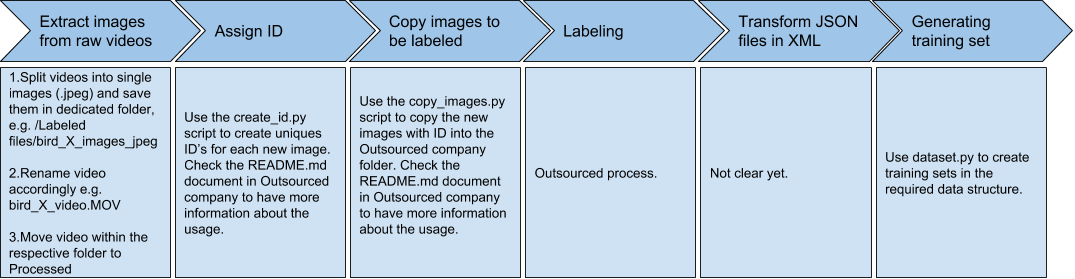 Extract images
from raw videos
Assign ID
Copy images to
be labeled
Labeling
Transform JSON
files in XML
Generating
training set
1.Split videos into single
images (.jpeg) and save
them in dedicated folder,
e.g. /Labeled
files/bird_X_images_jpeg
2.Rename video
accordingly e.g.
bird_X_video.MOV
3.Move video within the
respective folder to
Processed
Use the create_id.py
script to create uniques
ID's for each new image.
Check the README.md
document in Outsourced
company to have more
information about the
usage.
Use the copy_images.py
script to copy the new
images with ID into the
Outsourced company
folder. Check the
README.md document
in Outsourced company
to have more information
about the usage.
Outsourced process.
Not clear yet.
Use dataset.py to create
training sets in the
required data structure.